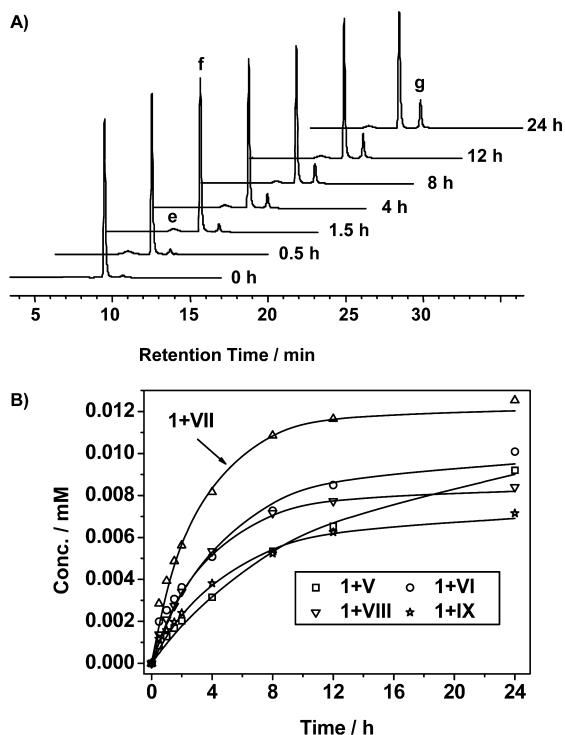 A)
f
g
24 h
12 h
8 h
4 h
e
1.5 h
0.5 h
0 h
5 10 15 20 25 30 35
Retention Time / min
B)
0.012
0.010
0.008
0.006
0.004
0.002
0.000
Conc. / mM
1+VII
1+V 1+VI
1+VIII 1+IX
0 4 8 12 16 20 24
Time / h